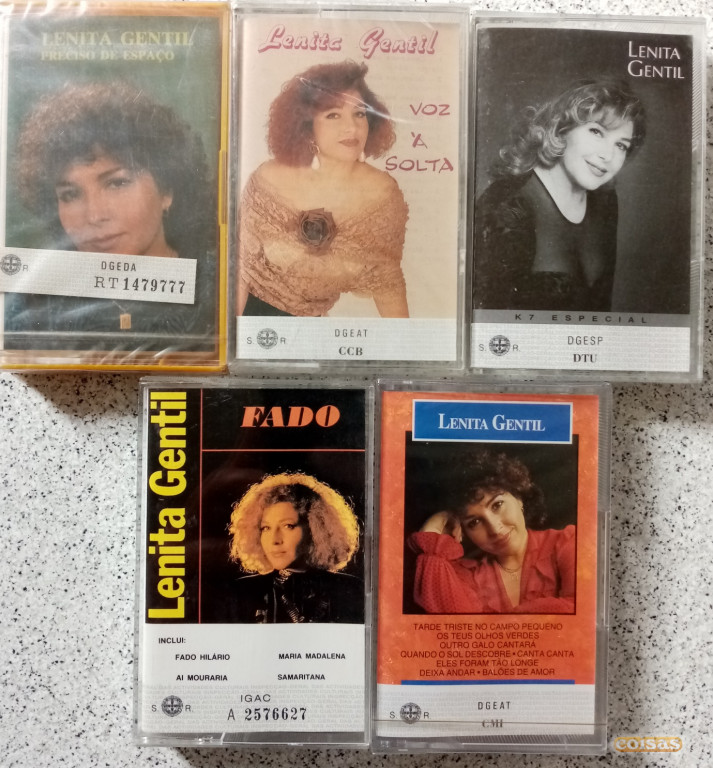 LENITA GENTIL
PRECISO DE ESPAÇO
R.
DGEDA
RT 1479777
Lenita Gentil
VOZ
'A
SOLTA
S. R.
DGEAT
CCB
LENITA
GENTIL
K7 ESPECIAL
S. R.
DGESP
DTU
Lenita Gentil
FADO
INCLUI:
FADO HILÁRIO MARIA MADALENA
AI MOURARIA SAMARITANA
S. R.
IGAC
A 2576627
LENITA GENTIL
TARDE TRISTE NO CAMPO PEQUENO
OS TEUS OLHOS VERDES
OUTRO GALO CANTARÁ
QUANDO O SOL DESCOBRE • CANTA CANTA
ELES FORAM TÃO LONGE
DEIXA ANDAR • BALÕES DE AMOR
S. R.
DGEAT
CMI
coisas